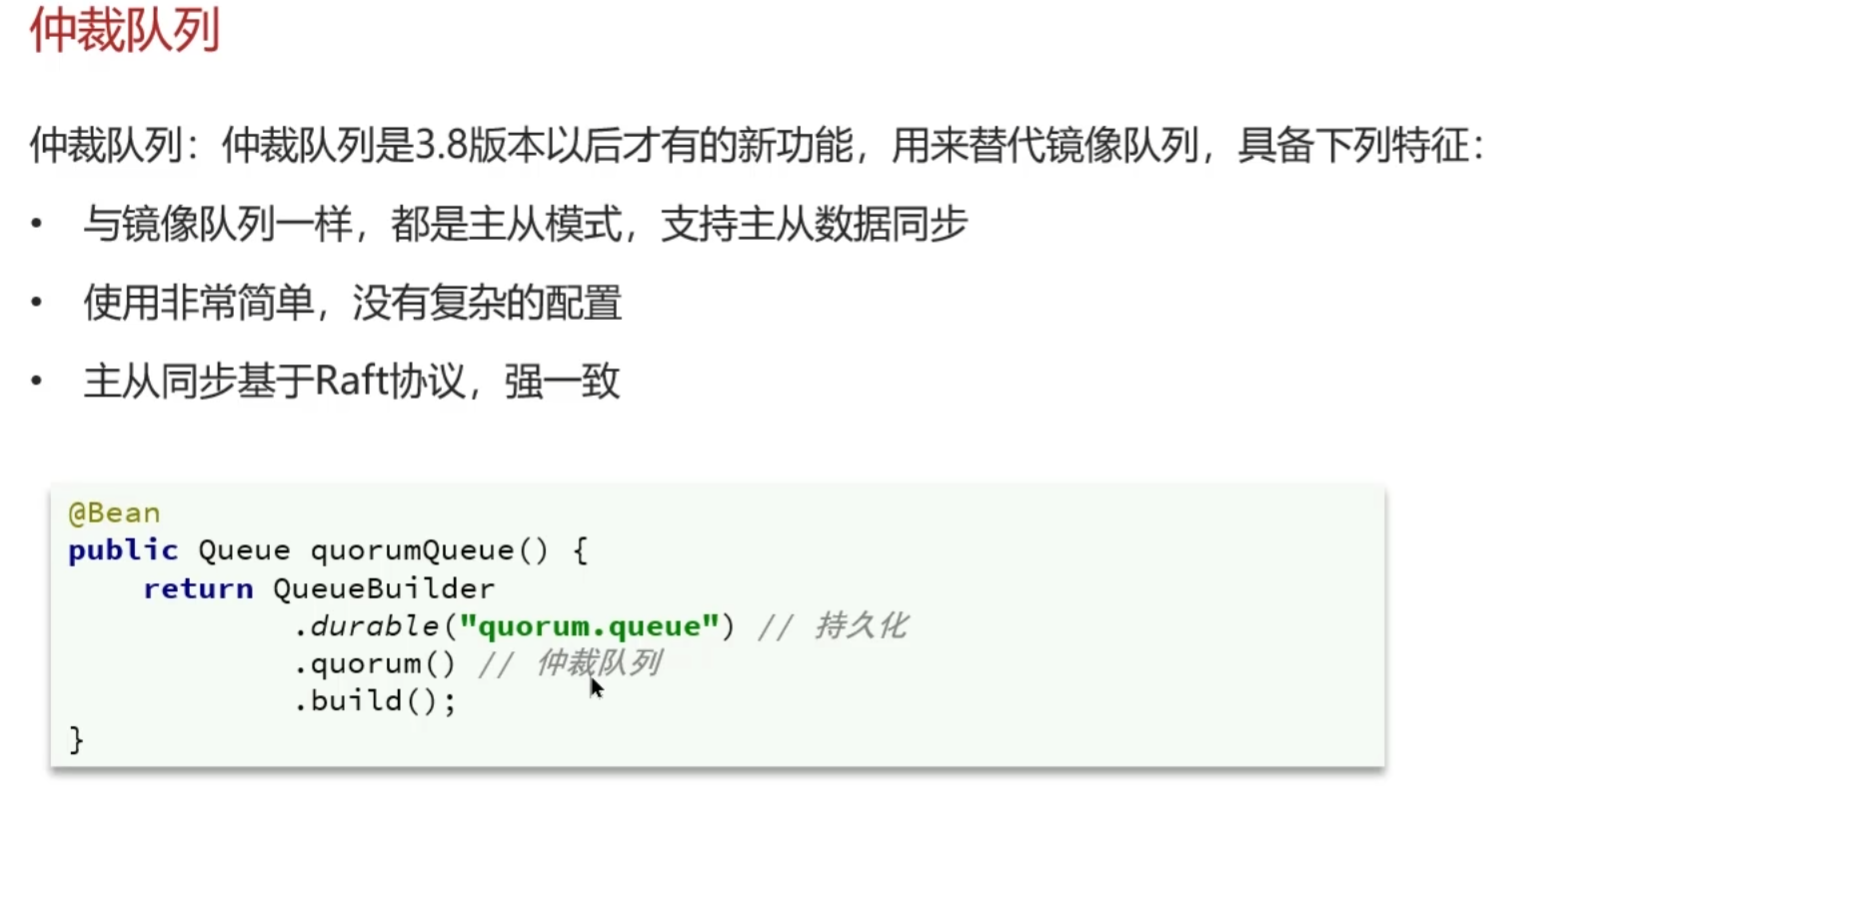 仲裁队列
仲裁队列：仲裁队列是3.8版本以后才有的新功能，用来替代镜像队列，具备下列特征：
• 与镜像队列一样，都是主从模式，支持主从数据同步
• 使用非常简单，没有复杂的配置
• 主从同步基于Raft协议，强一致
@Bean
public Queue quorumQueue() {
    return QueueBuilder
            .durable("quorum.queue") // 持久化
            .quorum() // 仲裁队列
            .build();
}